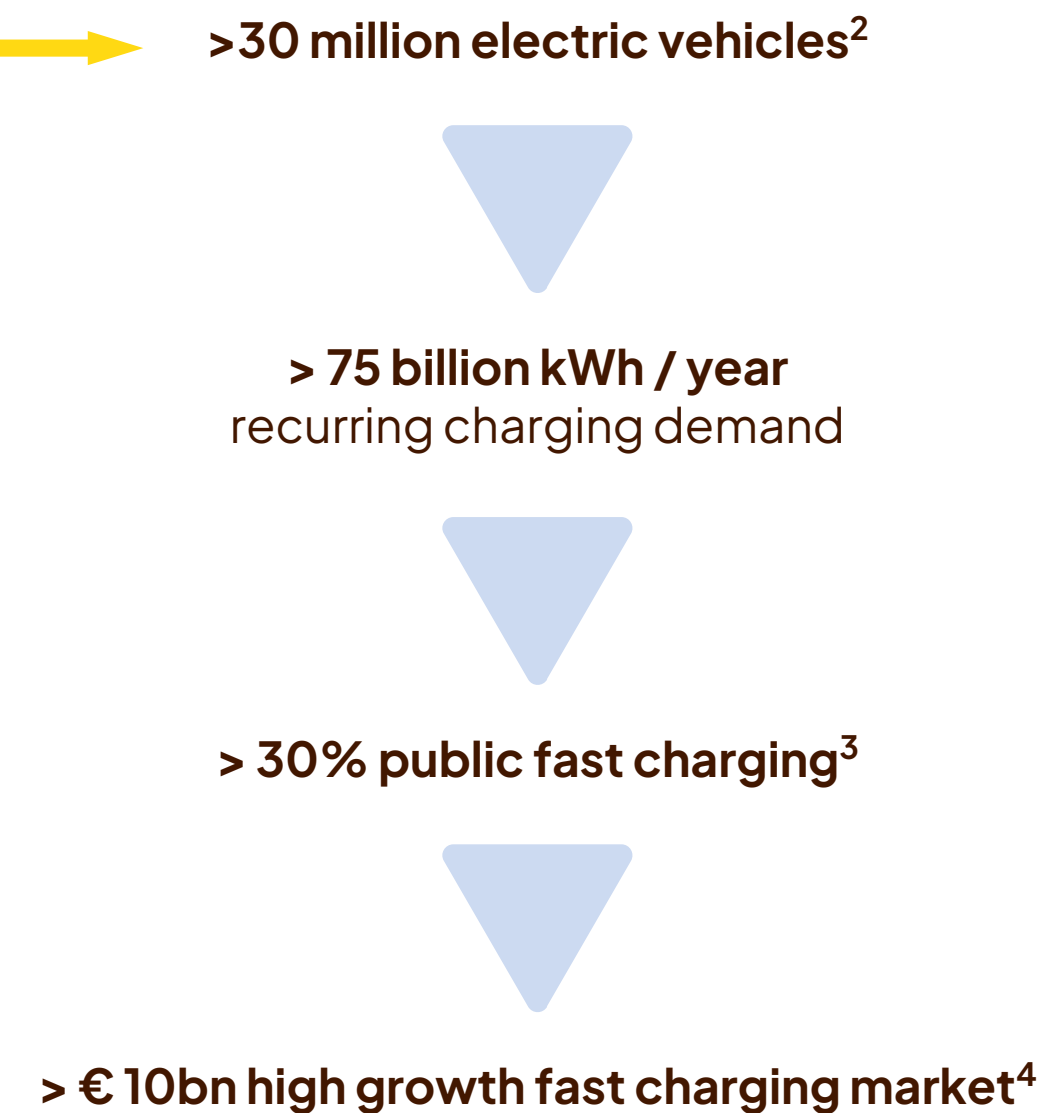 >30 million electric vehicles²
> 75 billion kWh / year
recurring charging demand
> 30% public fast charging³
> € 10bn high growth fast charging market⁴